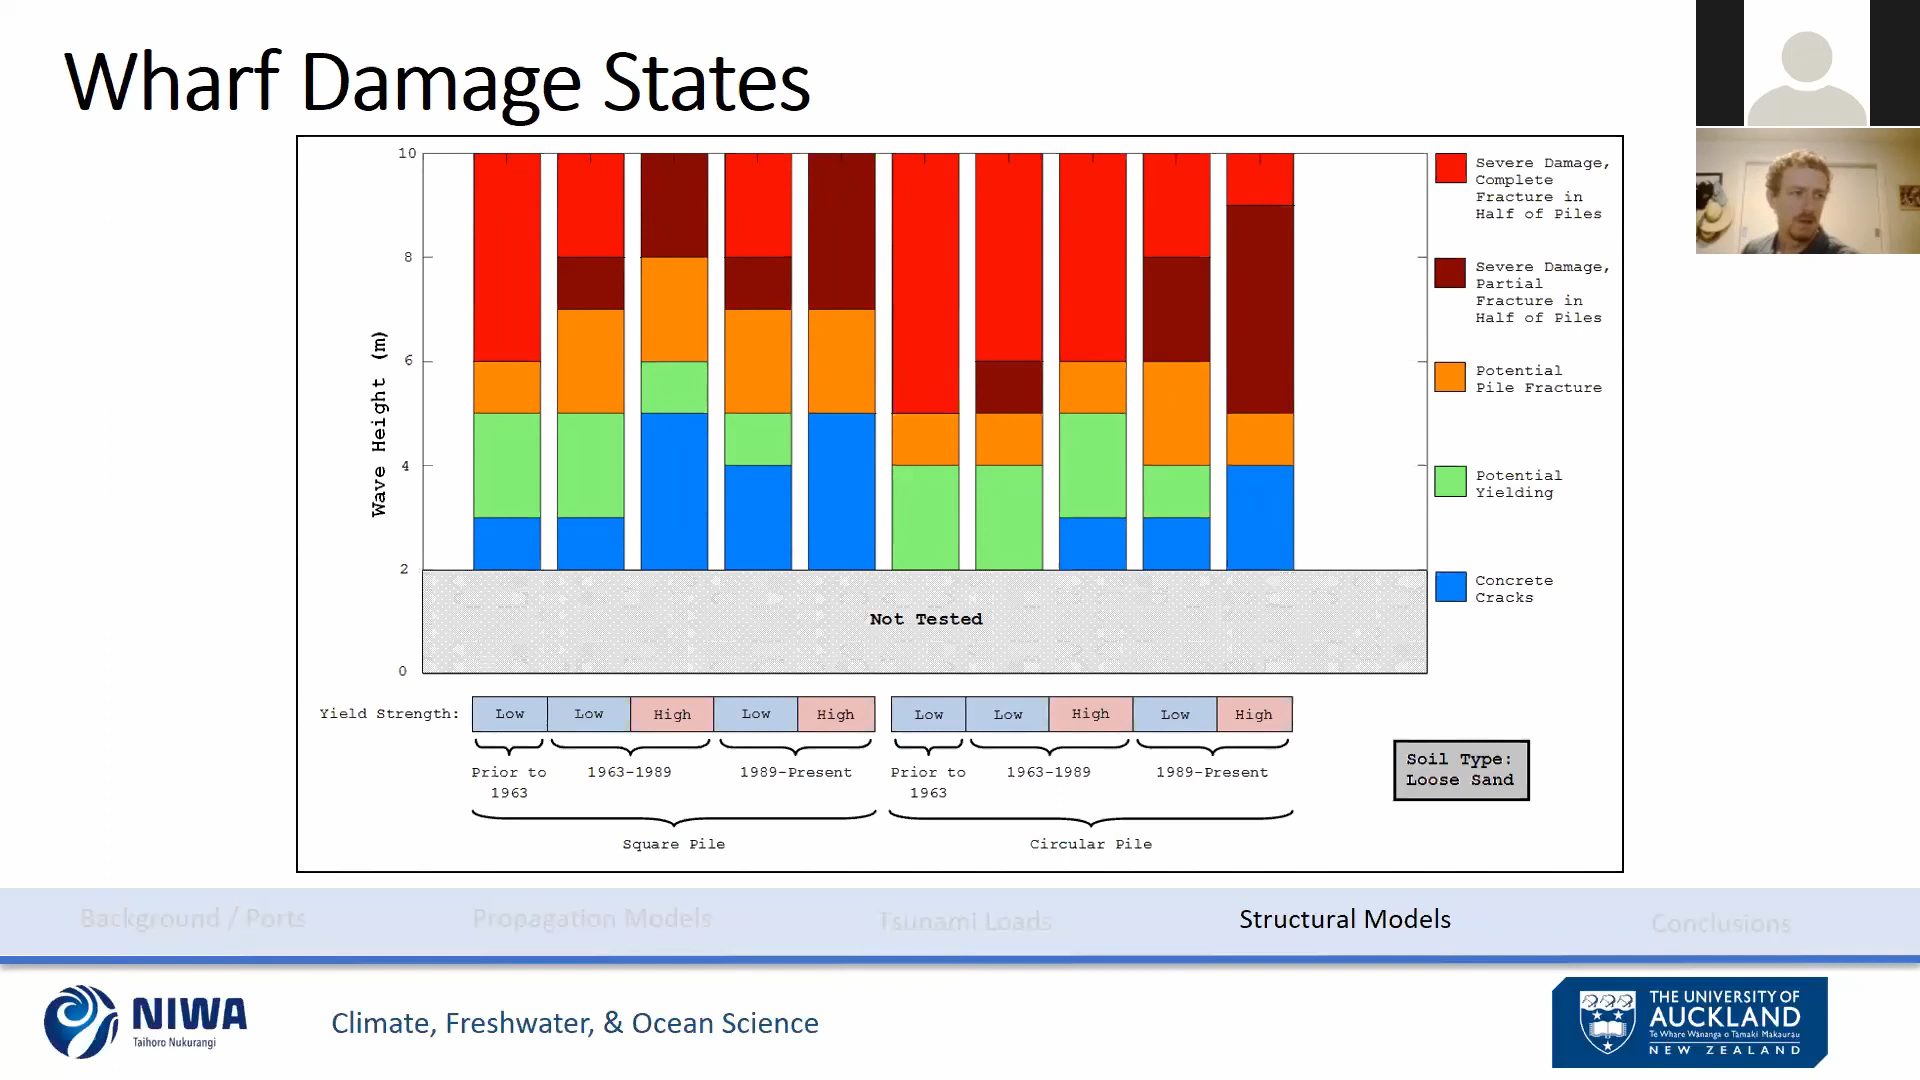 Wharf Damage States
10
8
6
4
2
0
Wave Height (m)
Not Tested
Severe Damage,
Complete
Fracture in
Half of Piles
Severe Damage,
Partial
Fracture in
Half of Piles
Potential
Pile Fracture
Potential
Yielding
Concrete
Cracks
Yield Strength: Low Low High Low High Low Low High Low High
Prior to 1963-1989 1989-Present Prior to 1963-1989 1989-Present
1963 1963
Square Pile Circular Pile
Soil Type:
Loose Sand
Background / Ports Propagation Models Tsunami Loads Structural Models Conclusions
NIWA
Taihoro Nukurangi
Climate, Freshwater, & Ocean Science
THE UNIVERSITY OF
AUCKLAND
Te Whare Wānanga o Tāmaki Makaurau
NEW ZEALAND